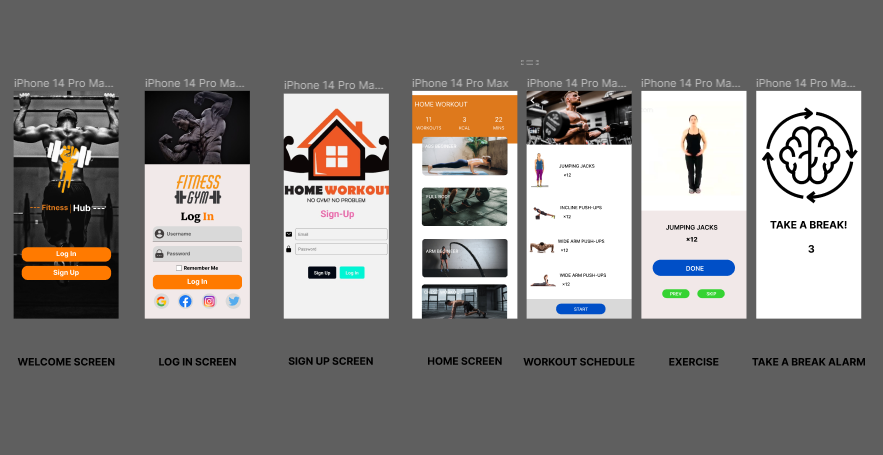 iPhone 14 Pro Ma...
iPhone 14 Pro Ma...
iPhone 14 Pro Ma...
iPhone 14 Pro Max
iPhone 14 Pro Ma...
iPhone 14 Pro Ma...
iPhone 14 Pro Ma...
Fitness Hub
Log In
Sign Up
FITNESS
GYM
Log In
Username
Password
Remember Me
Log In
HOME WORKOUT
NO GYM? NO PROBLEM
Sign-Up
Email
Password
Sign Up
Log In
HOME WORKOUT
11
3
22
WORKOUTS
KCAL
MINS
FULL BODY
ARM BEGINNER
JUMPING JACKS
×12
INCLINE PUSH-UPS
×12
WIDE ARM PUSH-UPS
×12
WIDE ARM PUSH-UPS
×12
START
JUMPING JACKS
×12
DONE
PREV
SKIP
TAKE A BREAK!
3
WELCOME SCREEN
LOG IN SCREEN
SIGN UP SCREEN
HOME SCREEN
WORKOUT SCHEDULE
EXERCISE
TAKE A BREAK ALARM